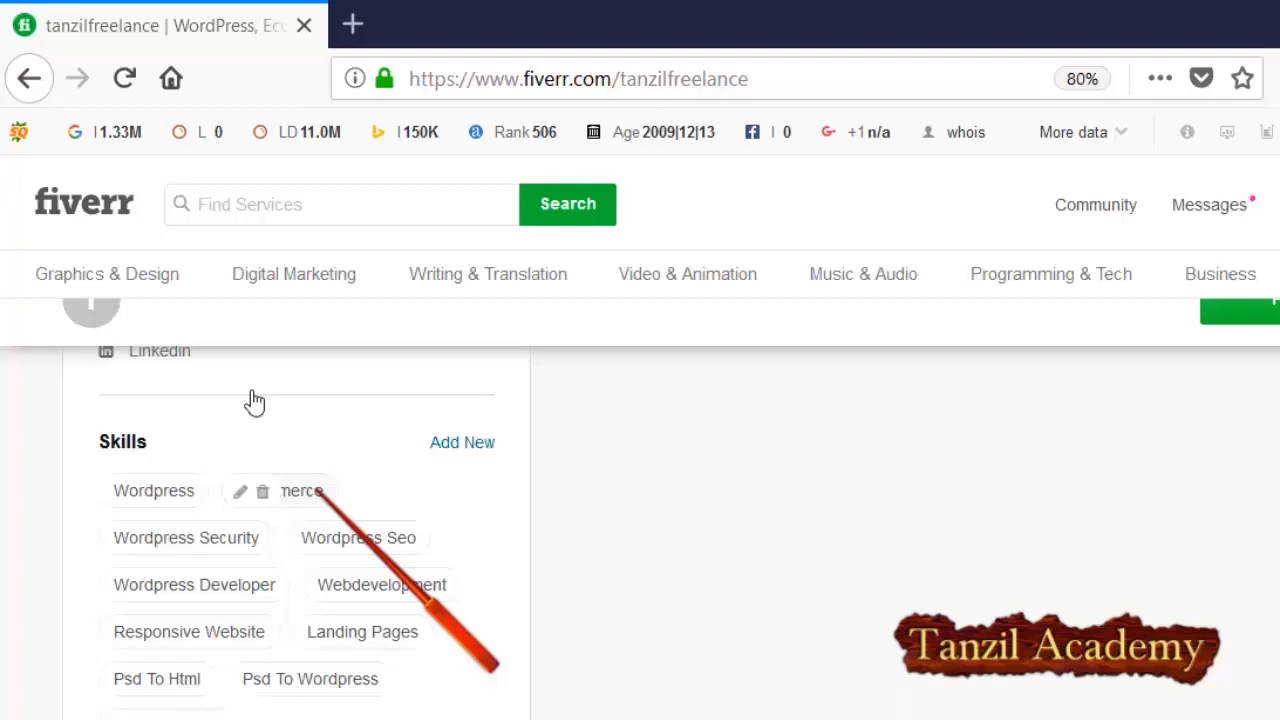 tanzilfreelance | WordPress, Ec
https://www.fiverr.com/tanzilfreelance 80%
SQ G I 1.33M L 0 LD 11.0M I 150K Rank 506 Age 2009|12|13 I 0 +1 n/a whois More data
fiverr Find Services Search Community Messages
Graphics & Design Digital Marketing Writing & Translation Video & Animation Music & Audio Programming & Tech Business
Linkedin
Skills Add New
Wordpress merce
Wordpress Security Wordpress Seo
Wordpress Developer Webdevelopment
Responsive Website Landing Pages
Psd To Html Psd To Wordpress
Tanzil Academy